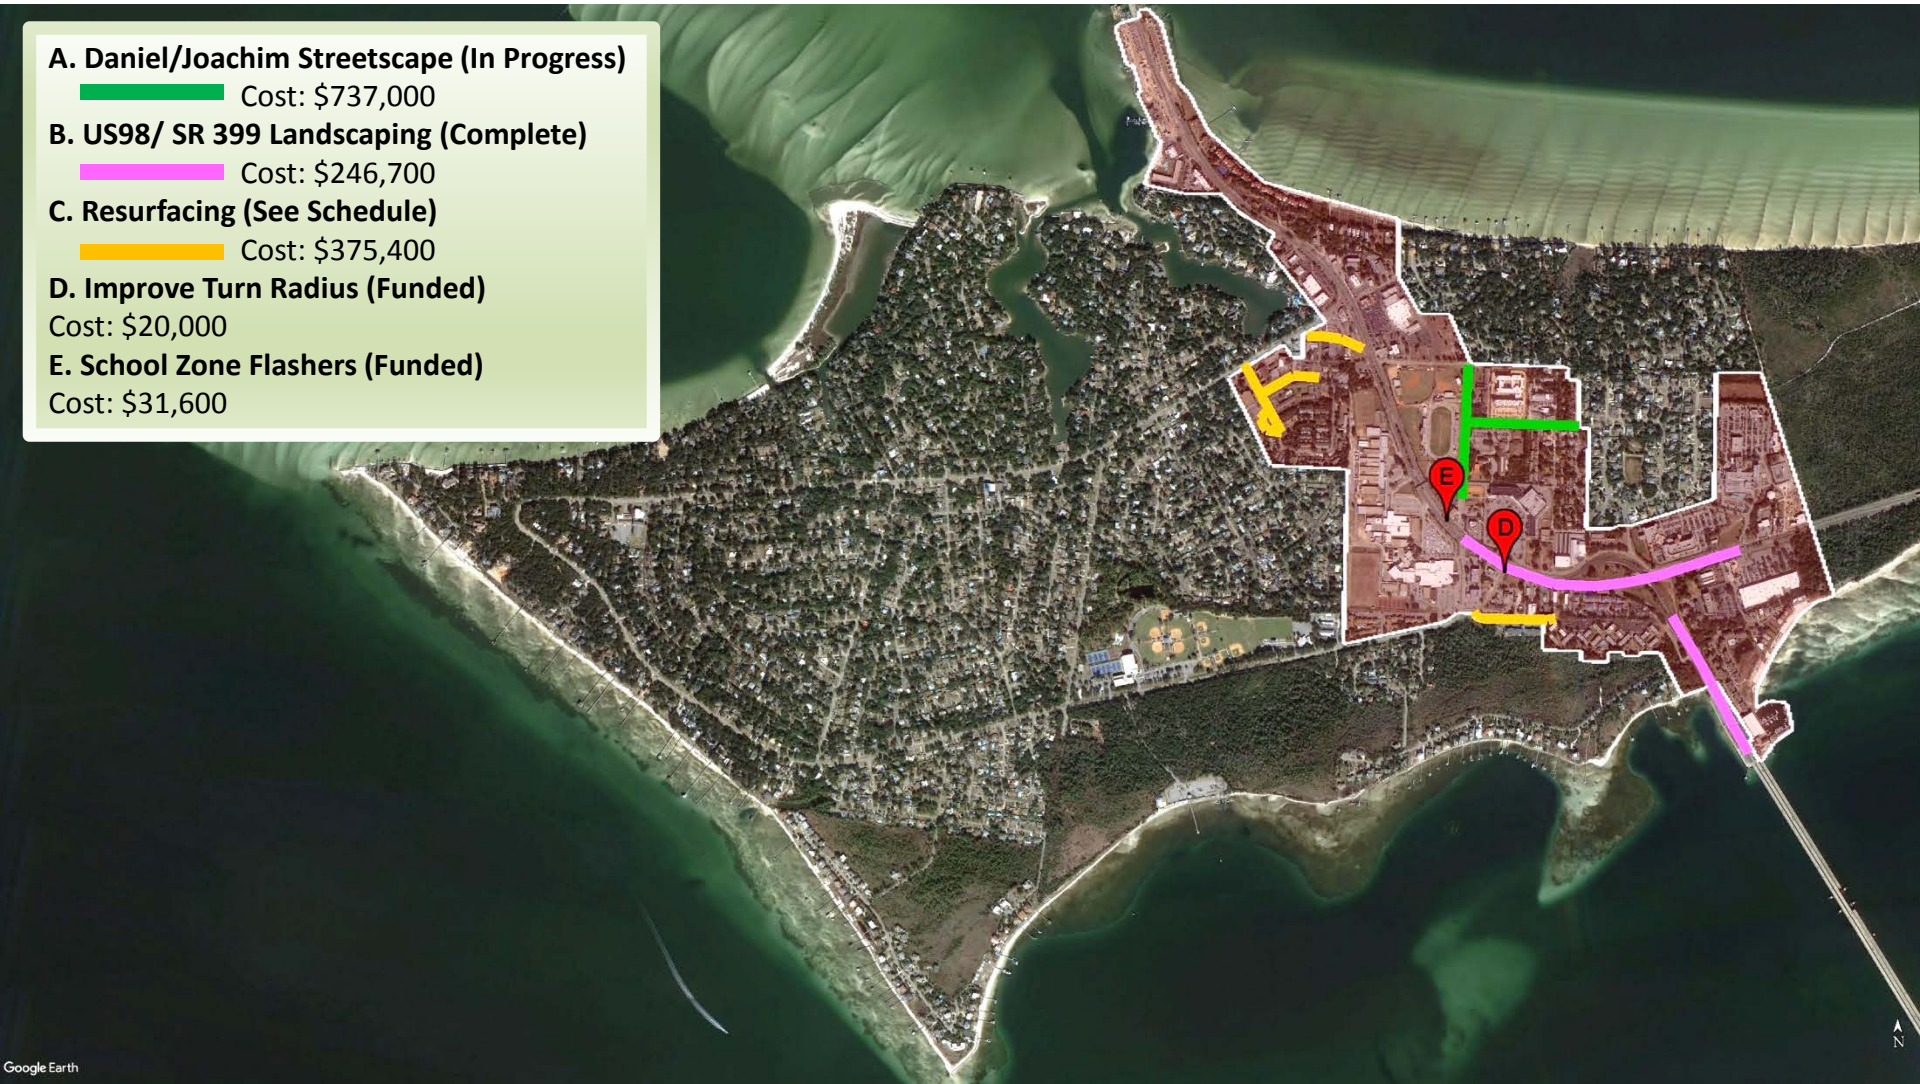 A. Daniel/Joachim Streetscape (In Progress)
Cost: $737,000
B. US98/ SR 399 Landscaping (Complete)
Cost: $246,700
C. Resurfacing (See Schedule)
Cost: $375,400
D. Improve Turn Radius (Funded)
Cost: $20,000
E. School Zone Flashers (Funded)
Cost: $31,600
E
D
N
Google Earth